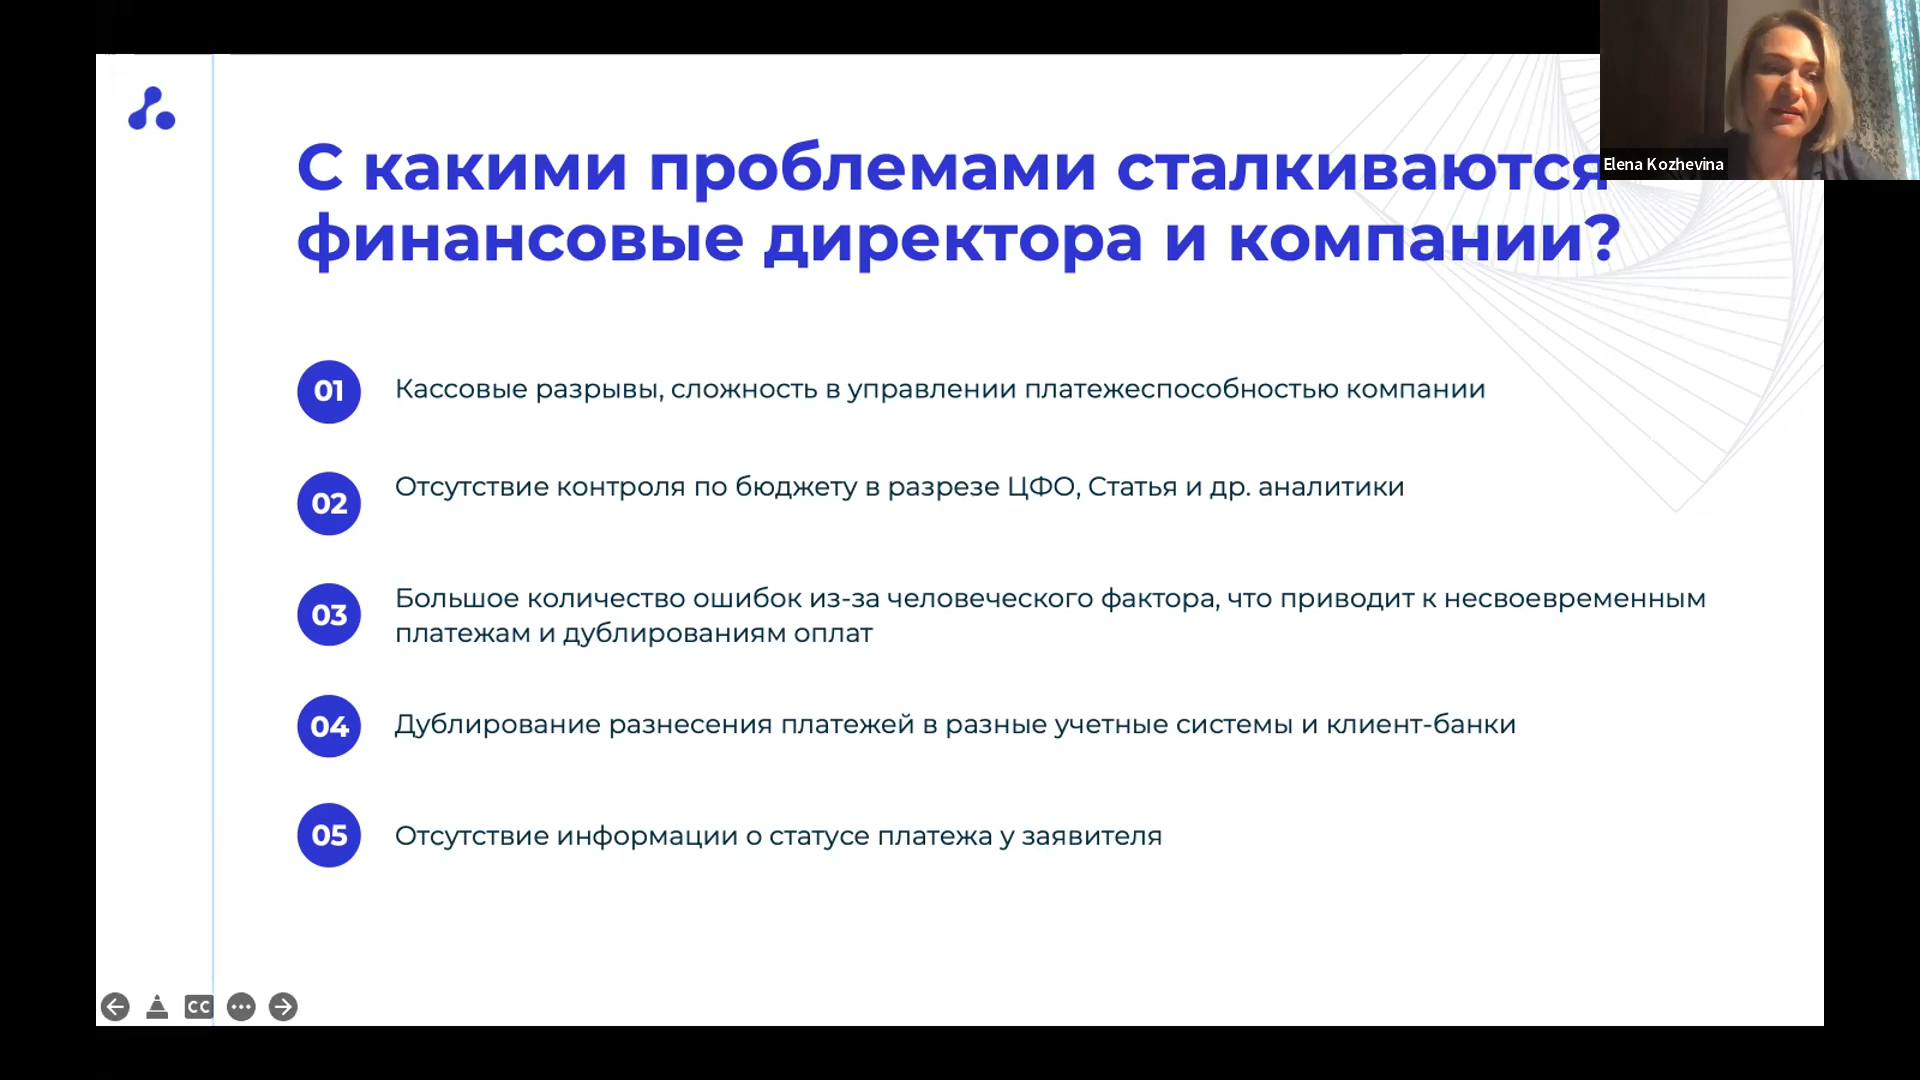 С какими проблемами сталкиваются
финансовые директора и компании?
Elena Kozhevina
01
Кассовые разрывы, сложность в управлении платежеспособностью компании
02
Отсутствие контроля по бюджету в разрезе ЦФО, Статья и др. аналитики
03
Большое количество ошибок из-за человеческого фактора, что приводит к несвоевременным
платежам и дублированиям оплат
04
Дублирование разнесения платежей в разные учетные системы и клиент-банки
05
Отсутствие информации о статусе платежа у заявителя
CC